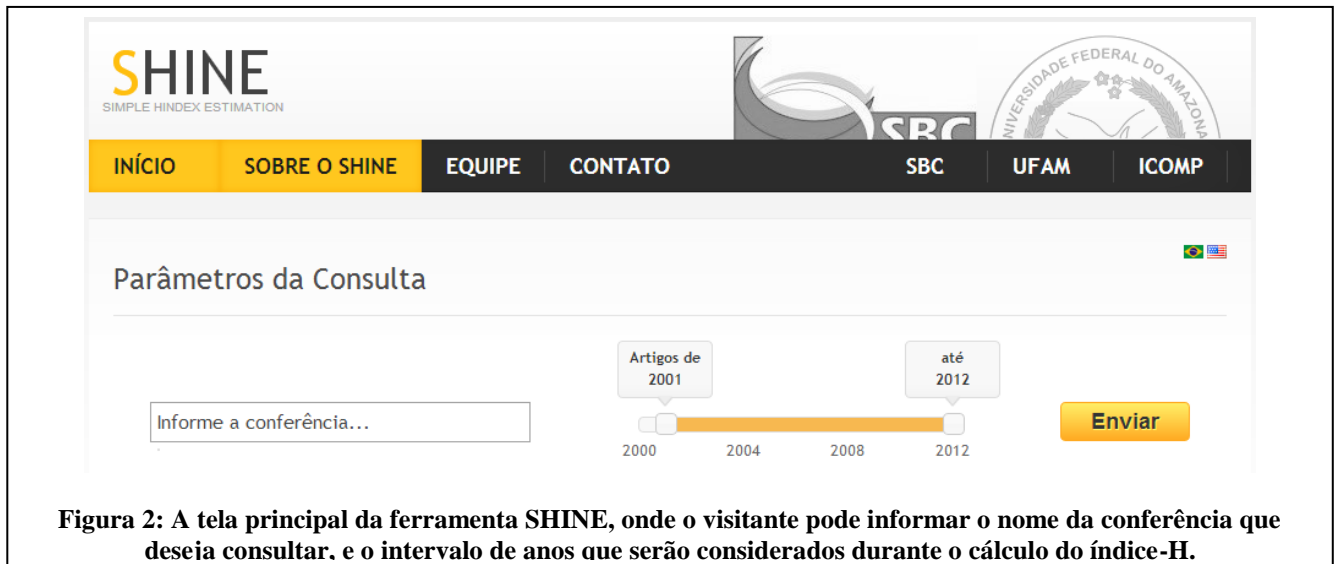 SHINE
SIMPLE HINDEX ESTIMATION
SBC
UNIVERSIDADE FEDERAL DO AMAZONA
INÍCIO SOBRE O SHINE EQUIPE CONTATO SBC UFAM ICOMP
Parâmetros da Consulta
Artigos de
2001
até
2012
Informe a conferência...
Enviar
2000 2004 2008 2012
Figura 2: A tela principal da ferramenta SHINE, onde o visitante pode informar o nome da conferência que
deseja consultar, e o intervalo de anos que serão considerados durante o cálculo do índice-H.